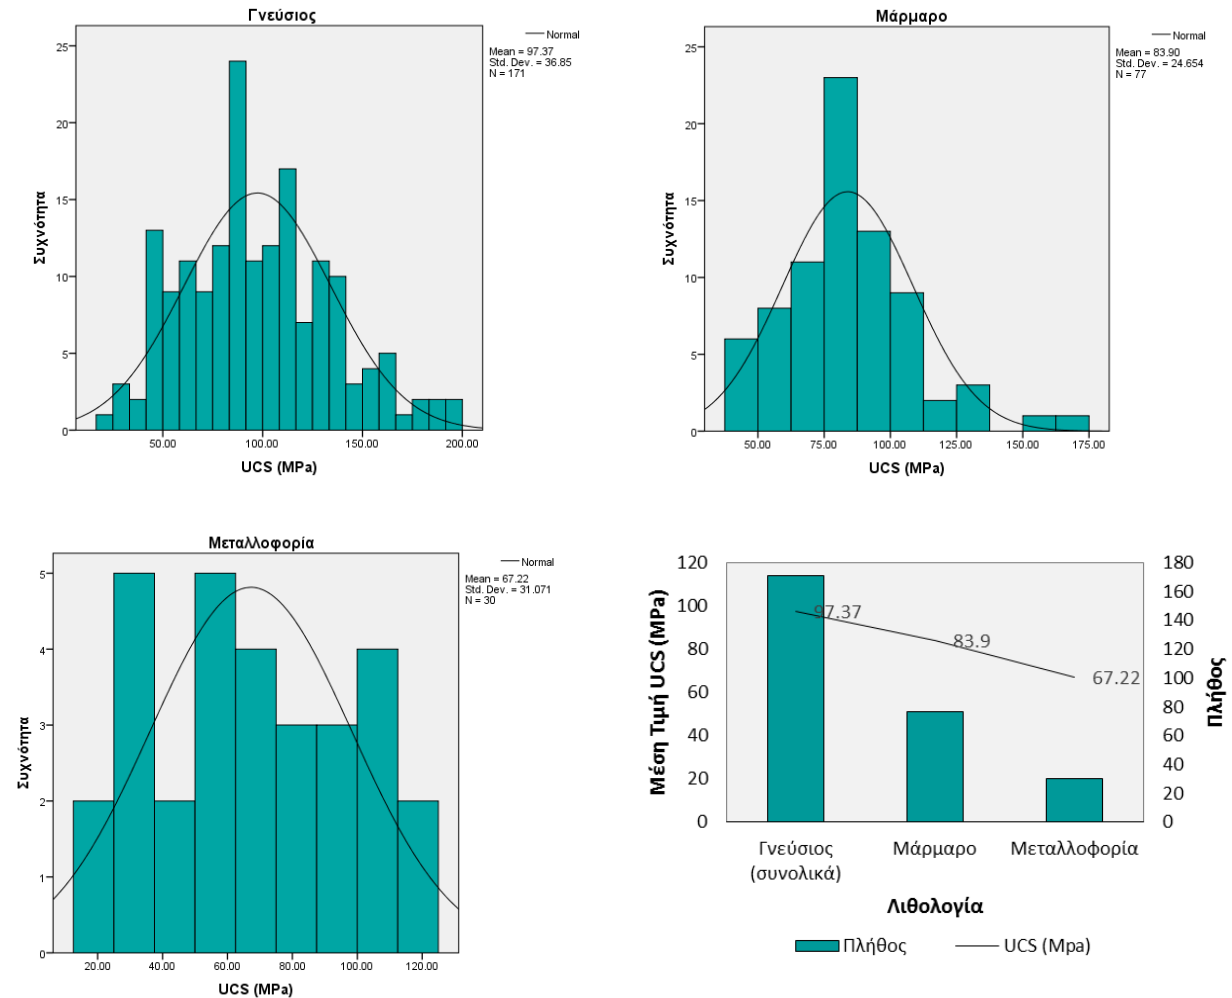 Γνεύσιος
Normal
Mean = 97.37
Std. Dev. = 36.85
N = 171
25
20
15
10
5
0
Συχνότητα
50.00 100.00 150.00 200.00
UCS (MPa)
Μάρμαρο
Normal
Mean = 83.90
Std. Dev. = 24.654
N = 77
25
20
15
10
5
0
Συχνότητα
50.00 75.00 100.00 125.00 150.00 175.00
UCS (MPa)
Μεταλλοφορία
Normal
Mean = 67.22
Std. Dev. = 31.071
N = 30
5
4
3
2
1
0
Συχνότητα
20.00 40.00 60.00 80.00 100.00 120.00
UCS (MPa)
120
100
80
60
40
20
0
Μέση Τιμή UCS (MPa)
97.37
83.9
67.22
180
160
140
120
100
80
60
40
20
0
Πλήθος
Γνεύσιος
(συνολικά)
Μάρμαρο
Μεταλλοφορία
Λιθολογία
Πλήθος
UCS (Mpa)